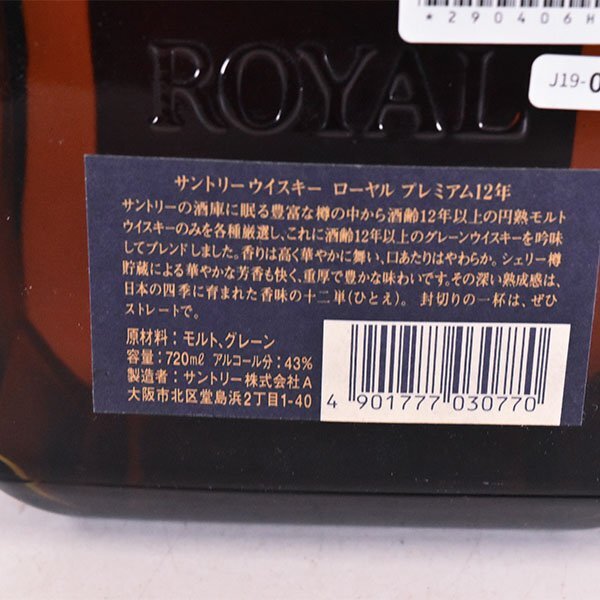 *290406H
J19-0
ROYAL
サントリーウイスキー ローヤル プレミアム12年
サントリーの酒庫に眠る豊富な樽の中から酒齢12年以上の円熟モルト
ウイスキーのみを各種厳選し、これに酒齢12年以上のグレーンウイスキーを吟味
してブレンドしました。香りは高く華やかに舞い、口あたりはやわらか。シェリー樽
貯蔵による華やかな芳香も快く、重厚で豊かな味わいです。その深い熟成感は、
日本の四季に育まれた香味の十二単(ひとえ)。 封切りの一杯は、ぜひ
ストレートで。
原材料：モルト、グレーン
容量：720mℓ アルコール分：43%
製造者：サントリー株式会社A
大阪市北区堂島浜2丁目1-40
4 901777 030770